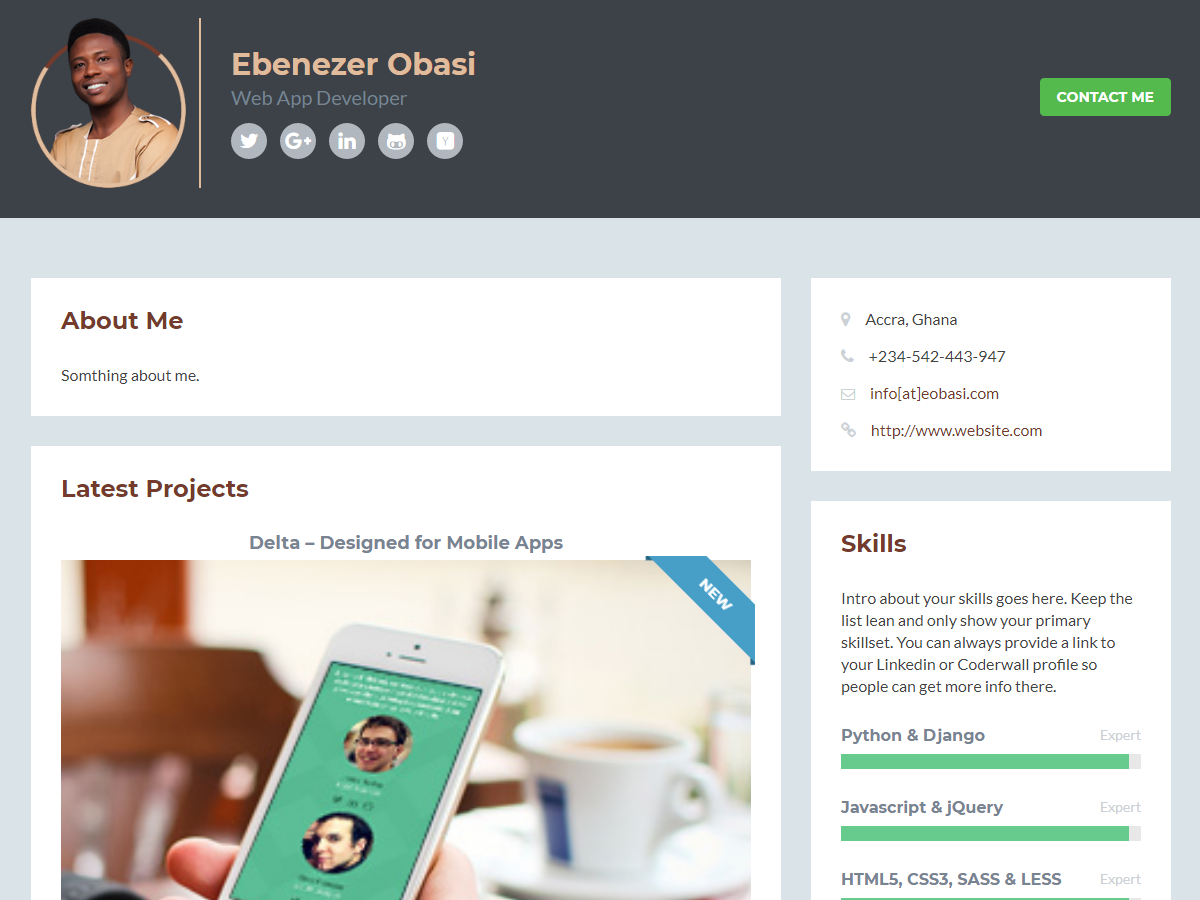 Ebenezer Obasi
Web App Developer
CONTACT ME
About Me
Somthing about me.
Latest Projects
Delta – Designed for Mobile Apps
NEW
Accra, Ghana
+234-542-443-947
info[at]eobasi.com
http://www.website.com
Skills
Intro about your skills goes here. Keep the
list lean and only show your primary
skillset. You can always provide a link to
your Linkedin or Coderwall profile so
people can get more info there.
Python & Django
Expert
Javascript & jQuery
Expert
HTML5, CSS3, SASS & LESS
Expert